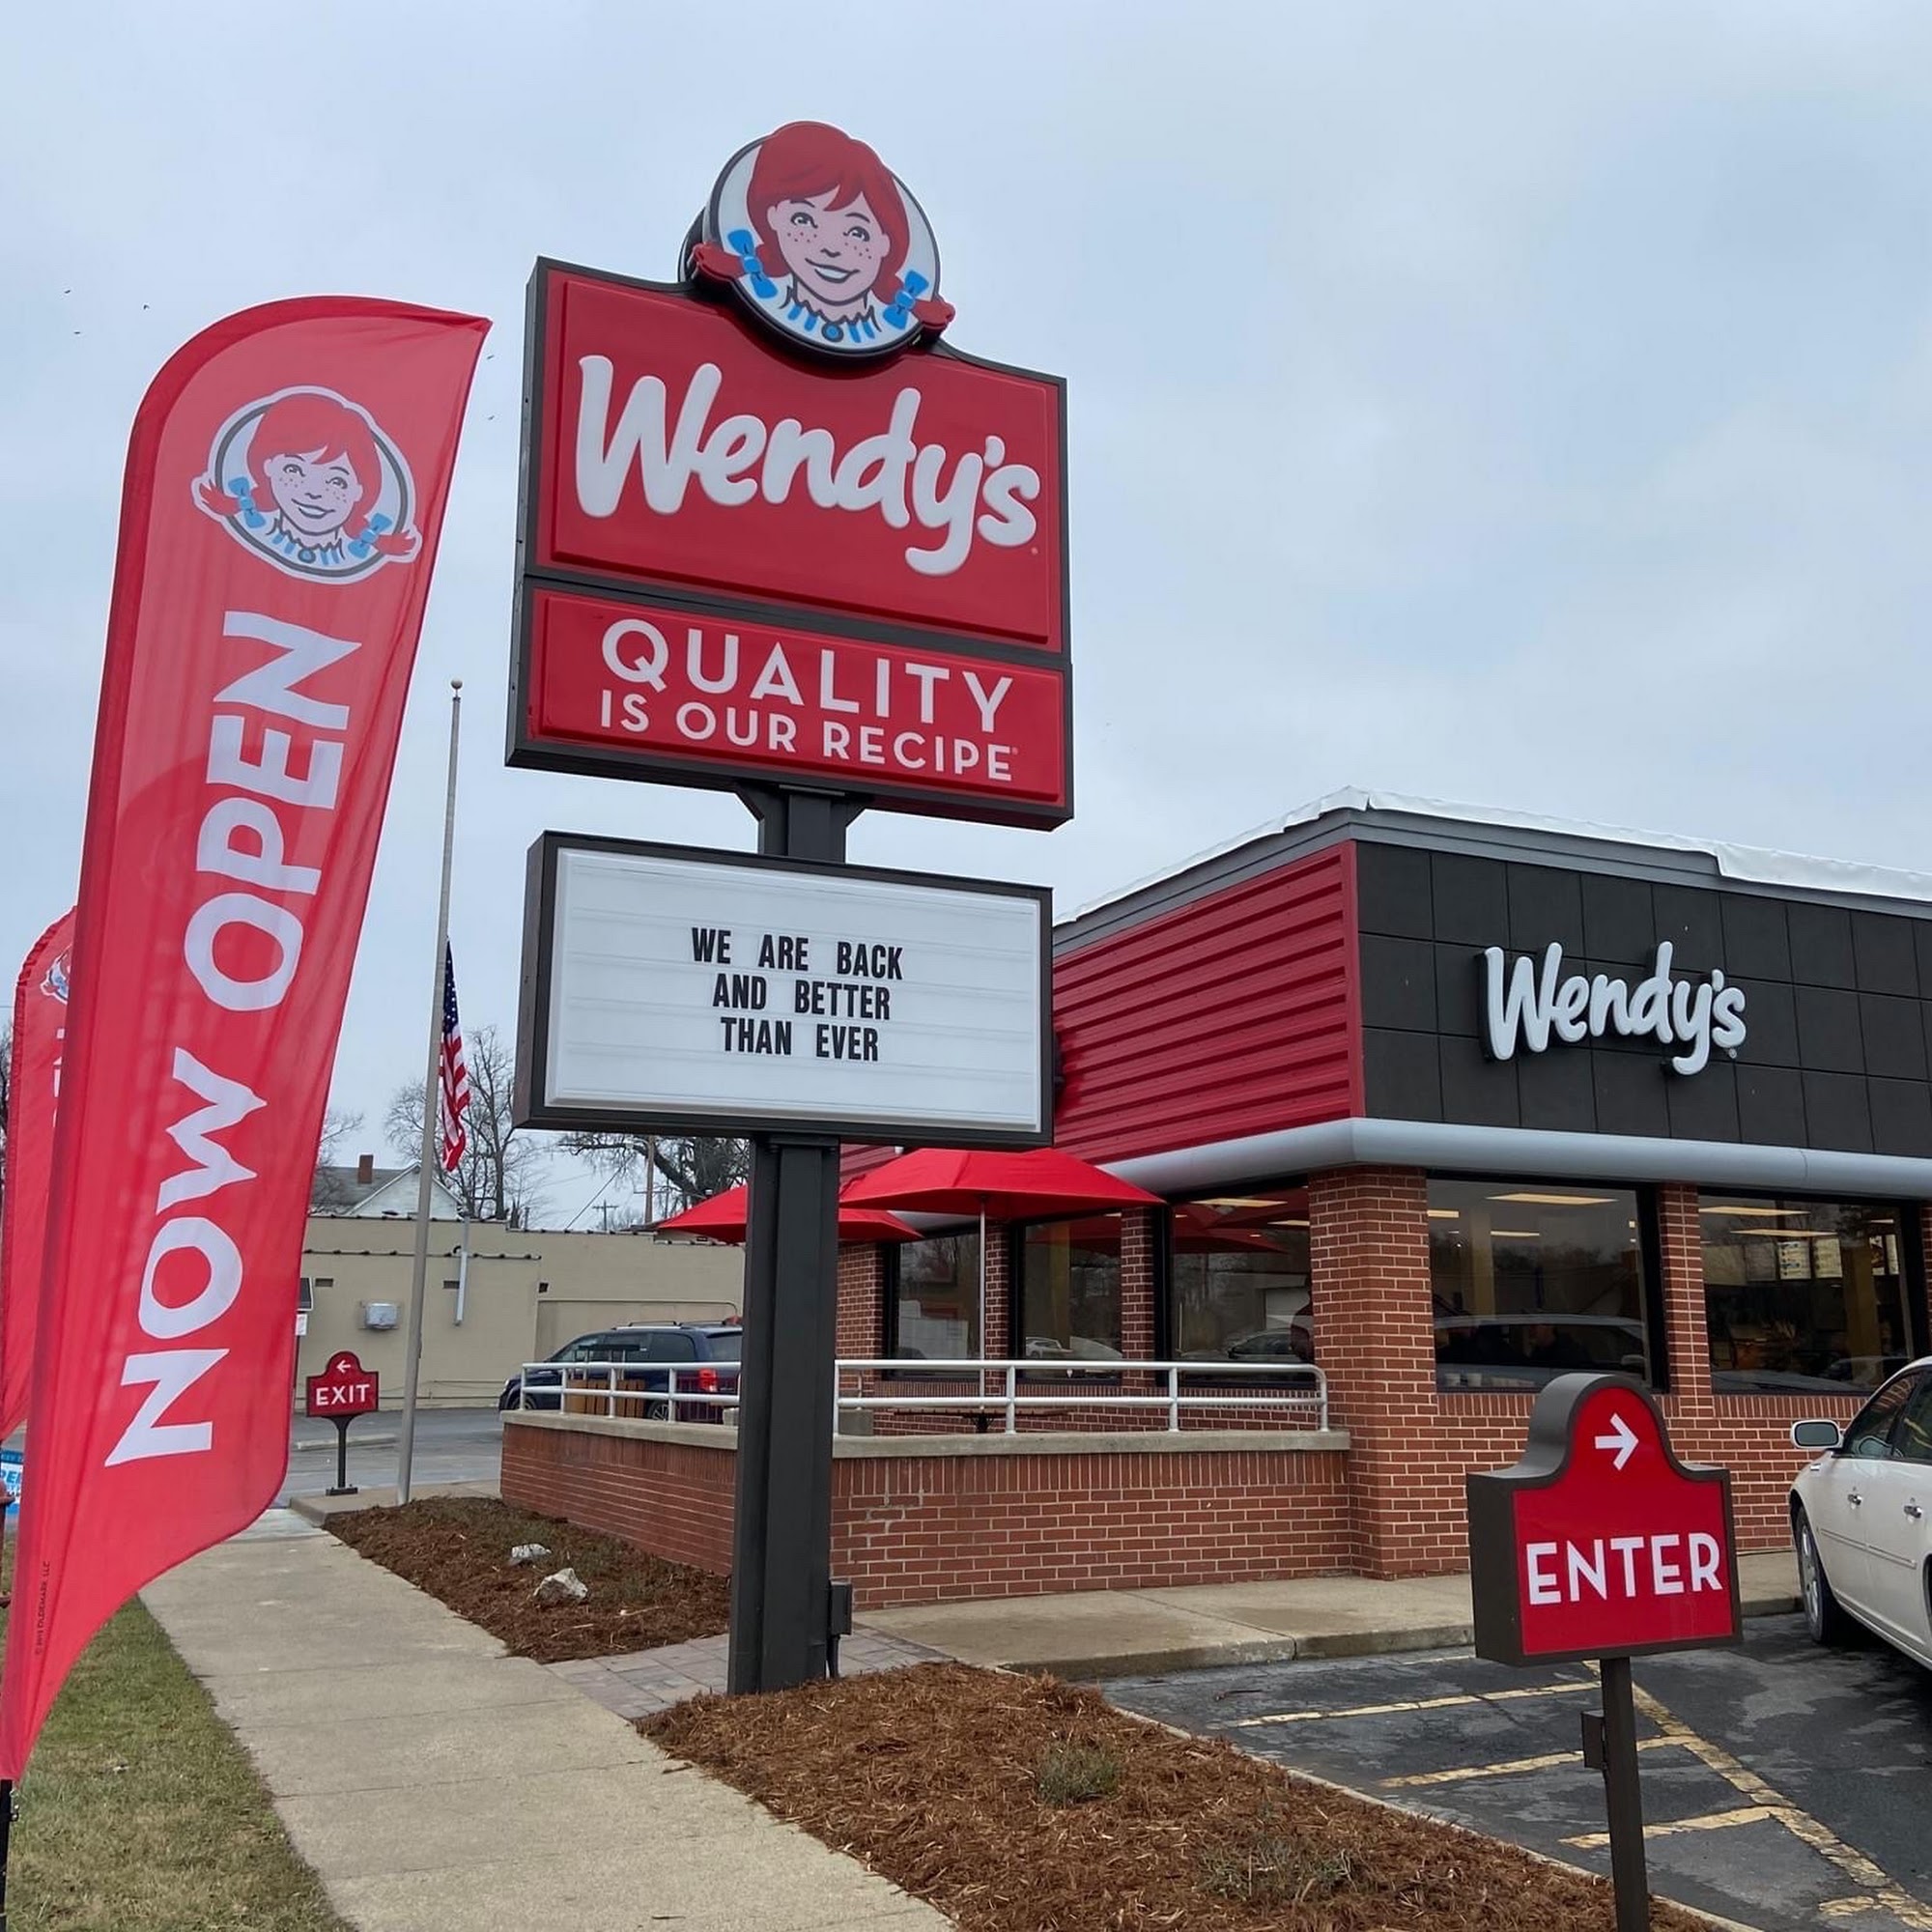 NOW OPEN
Wendy's
QUALITY
IS OUR RECIPE
WE ARE BACK
AND BETTER
THAN EVER
Wendy's
EXIT
ENTER